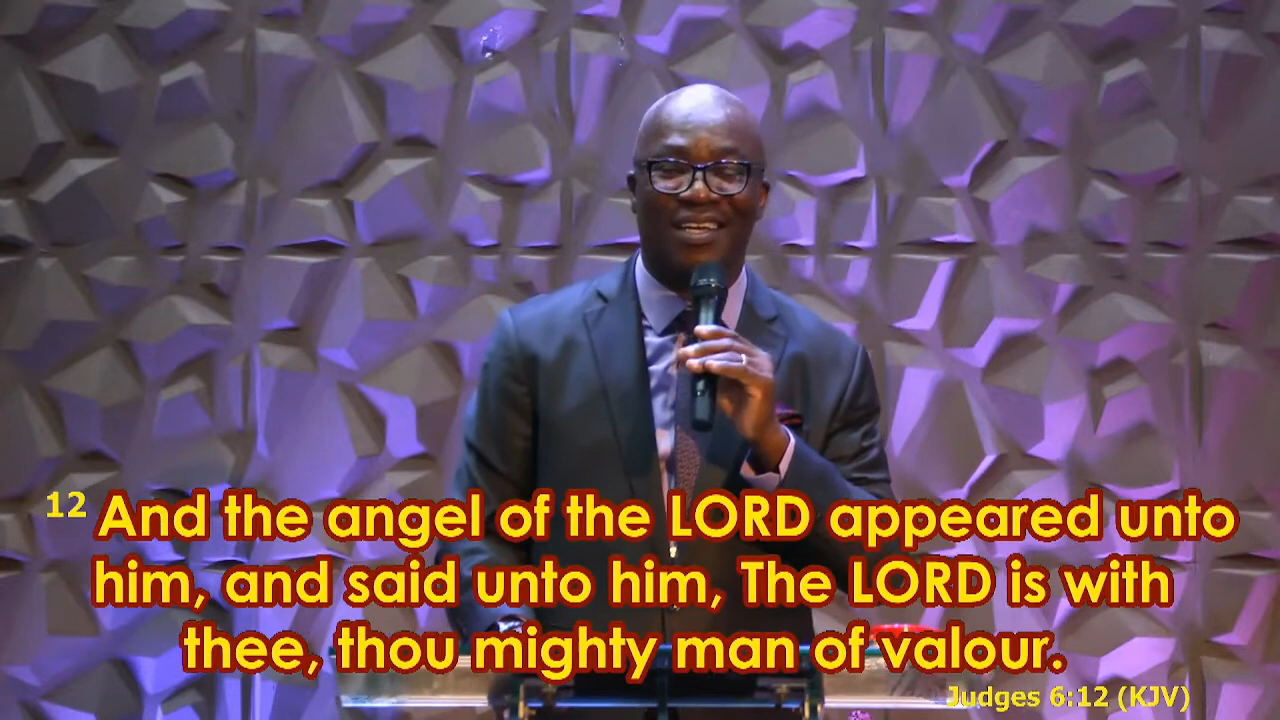 12 And the angel of the LORD appeared unto
him, and said unto him, The LORD is with
thee, thou mighty man of valour.
Judges 6:12 (KJV)